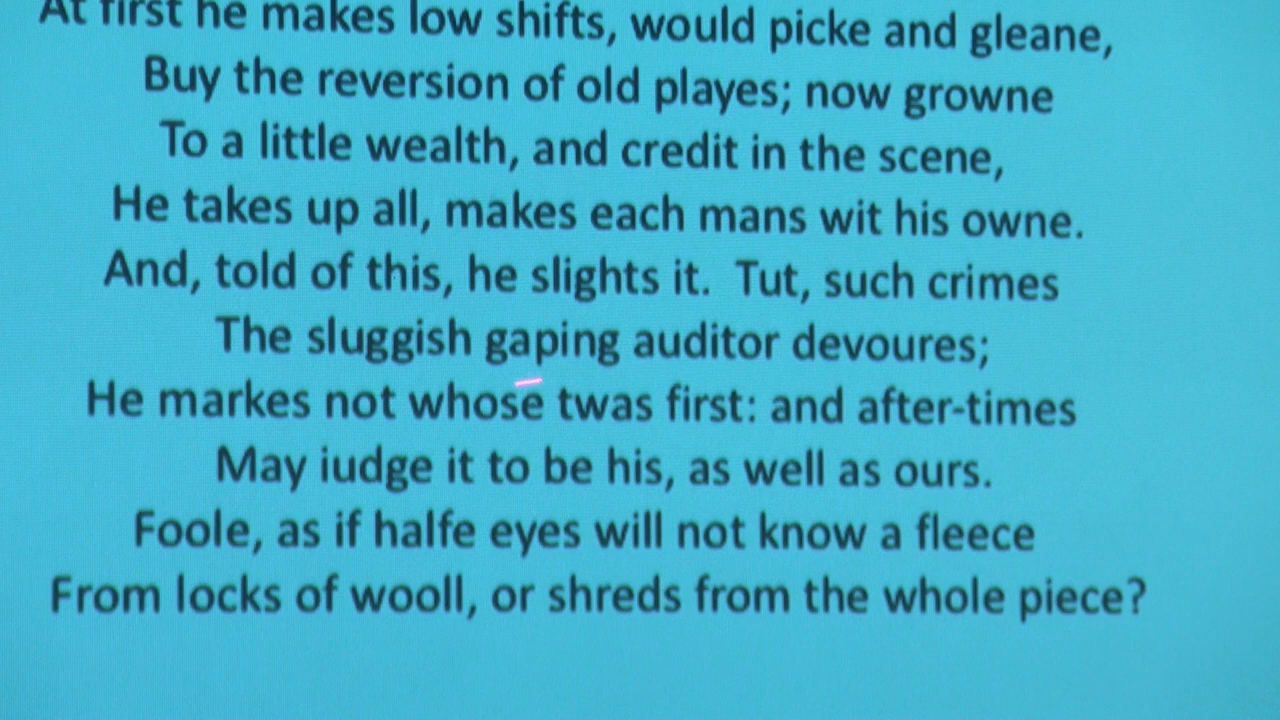 At first he makes low shifts, would picke and gleane,
Buy the reversion of old playes; now growne
To a little wealth, and credit in the scene,
He takes up all, makes each mans wit his owne.
And, told of this, he slights it.  Tut, such crimes
The sluggish gaping auditor devoures;
He markes not whose twas first: and after-times
May iudge it to be his, as well as ours.
Foole, as if halfe eyes will not know a fleece
From locks of wooll, or shreds from the whole piece?